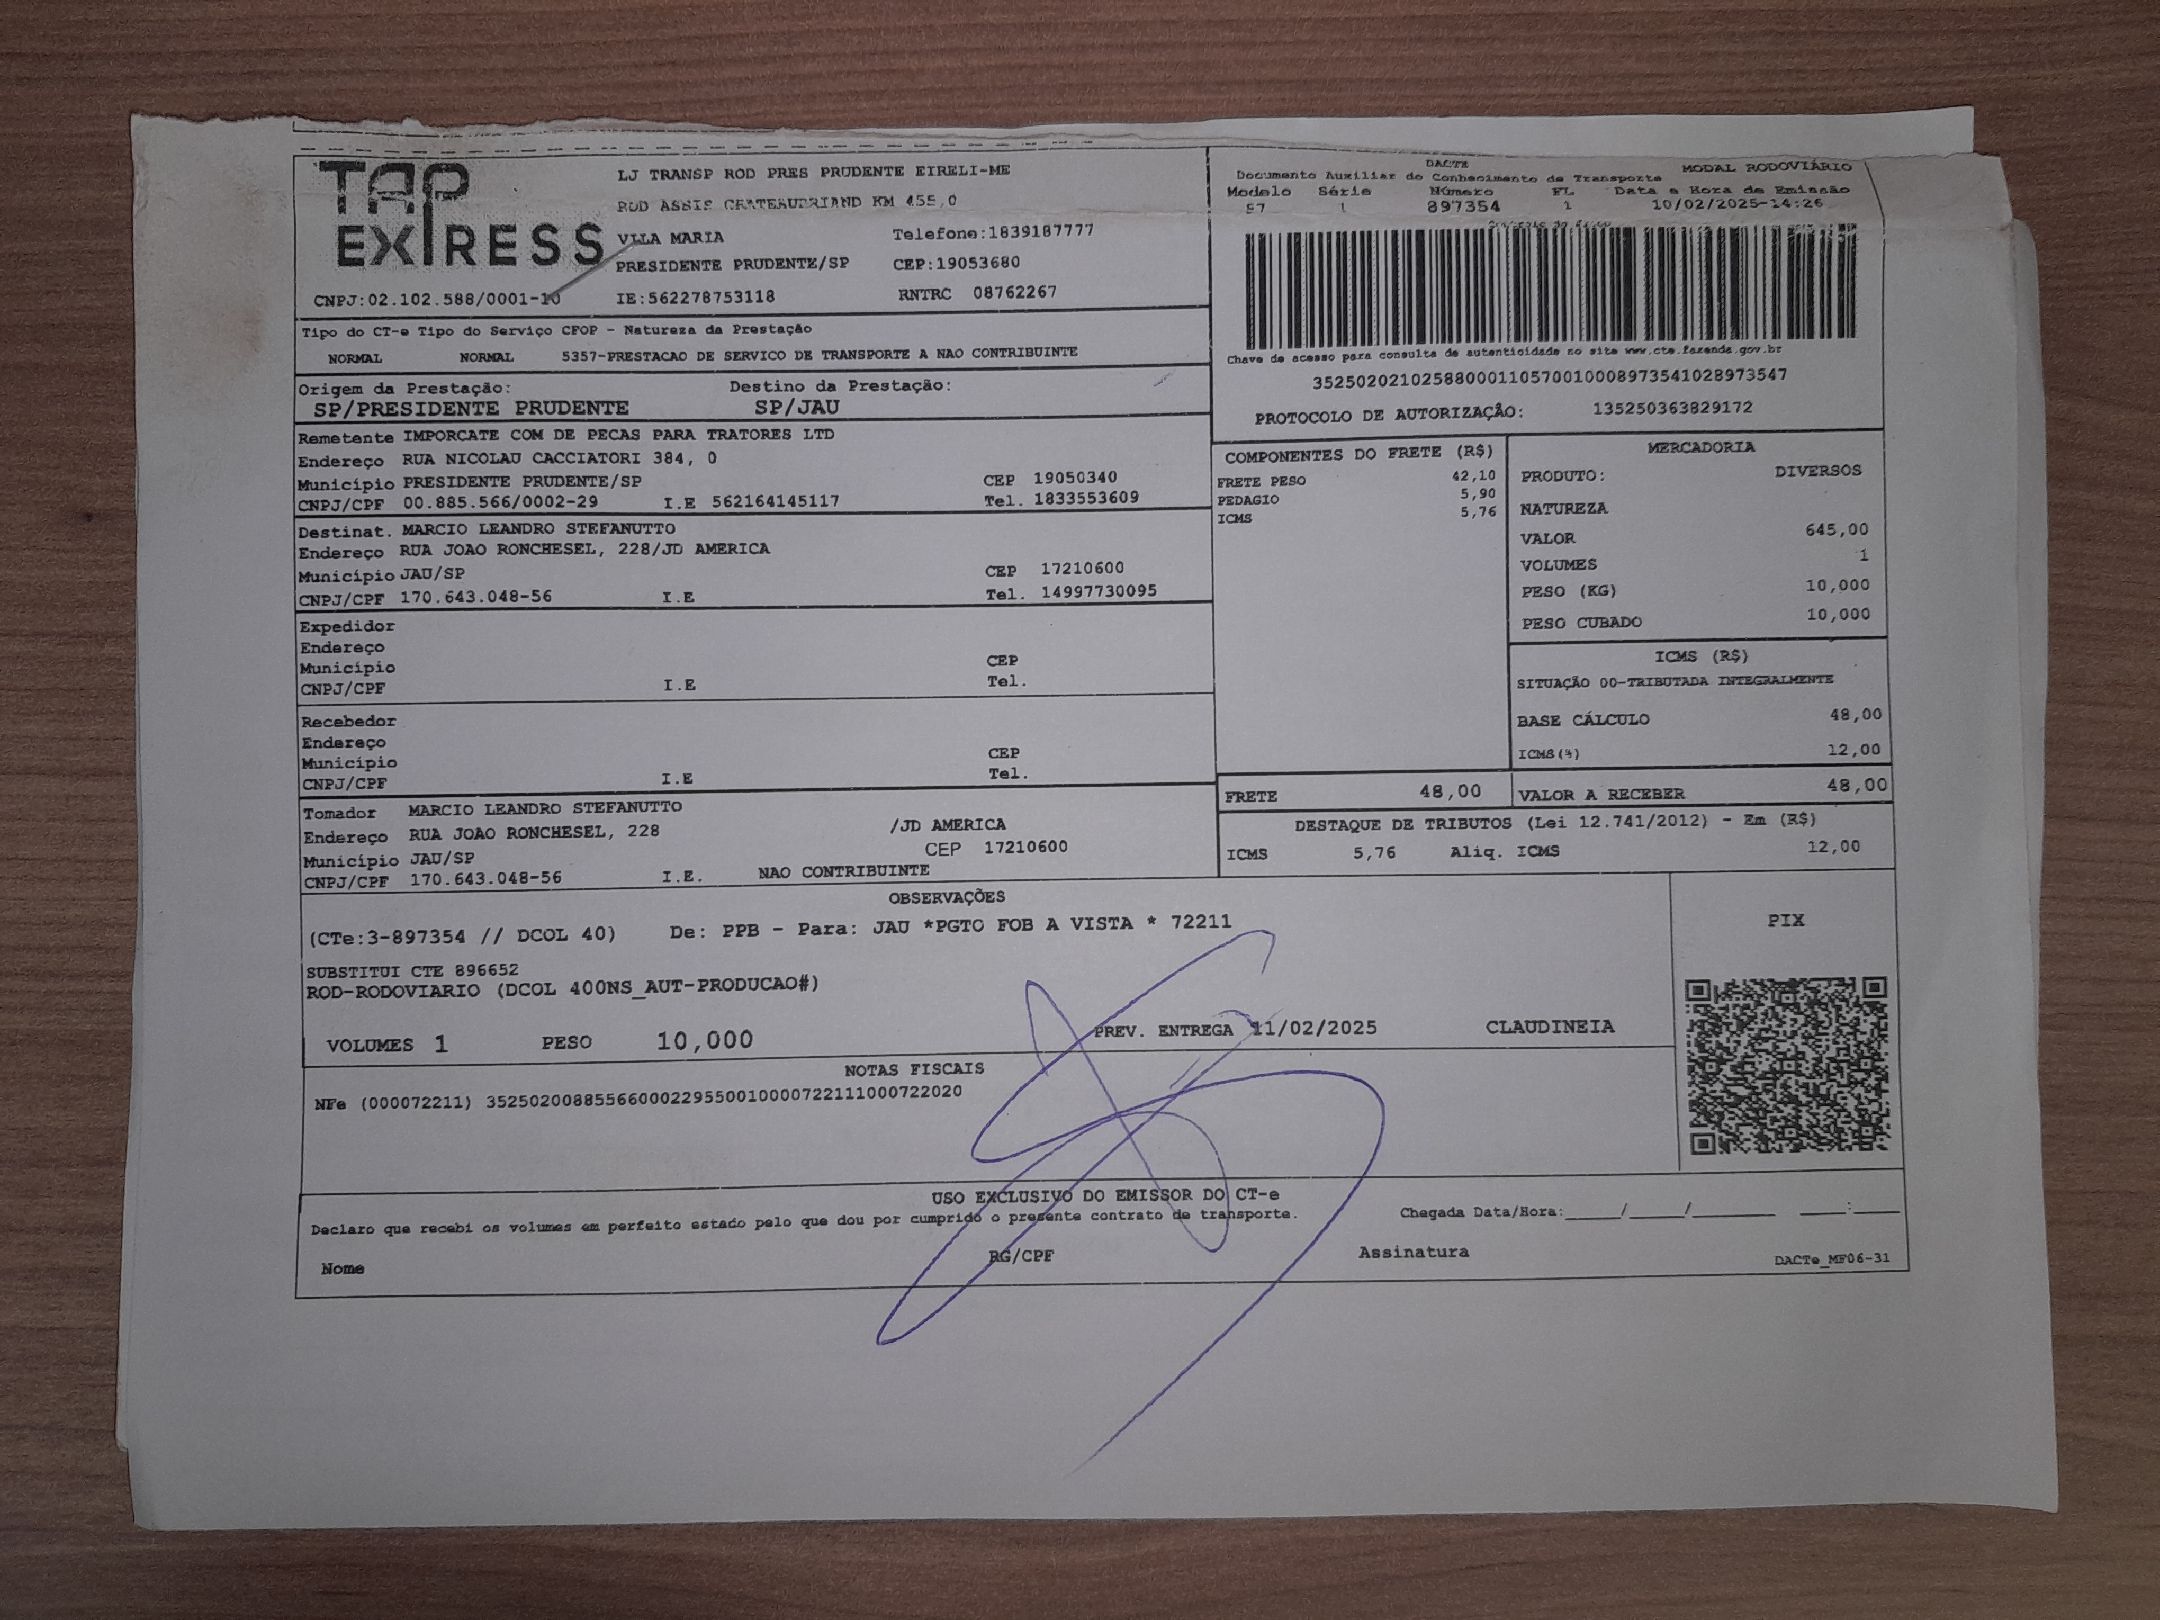 TAP EXPRESS
LJ TRANSP ROD PRES PRUDENTE EIRELI-ME
ROD ASSIS CHATEAUBRIAND KM 455,0
VILA MARIA Telefone:1839187777
PRESIDENTE PRUDENTE/SP CEP:19053680
CNPJ:02.102.588/0001-10 IE:562278753118 RNTRC 08762267
DACTE MODAL RODOVIÁRIO
Documento Auxiliar do Conhecimento de Transporte
Modelo Série Número FL Data e Hora de Emissão
57 1 897354 1 10/02/2025-14:26
Controle do Fisco
Chave de acesso para consulta de autenticidade no site www.cte.fazenda.gov.br
35250202102588000110570010008973541028973547
PROTOCOLO DE AUTORIZAÇÃO: 135250363829172
Tipo do CT-e Tipo do Serviço CFOP - Natureza da Prestação
NORMAL NORMAL 5357-PRESTACAO DE SERVICO DE TRANSPORTE A NAO CONTRIBUINTE
Origem da Prestação: Destino da Prestação:
SP/PRESIDENTE PRUDENTE SP/JAU
Remetente IMPORCATE COM DE PECAS PARA TRATORES LTD
Endereço RUA NICOLAU CACCIATORI 384, 0
Município PRESIDENTE PRUDENTE/SP CEP 19050340
CNPJ/CPF 00.885.566/0002-29 I.E 562164145117 Tel. 1833553609
Destinat. MARCIO LEANDRO STEFANUTTO
Endereço RUA JOAO RONCHESEL, 228/JD AMERICA
Município JAU/SP CEP 17210600
CNPJ/CPF 170.643.048-56 I.E Tel. 14997730095
Expedidor
Endereço
Município CEP
CNPJ/CPF I.E Tel.
Recebedor
Endereço
Município CEP
CNPJ/CPF I.E Tel.
Tomador MARCIO LEANDRO STEFANUTTO
Endereço RUA JOAO RONCHESEL, 228 /JD AMERICA
Município JAU/SP CEP 17210600
CNPJ/CPF 170.643.048-56 I.E. NAO CONTRIBUINTE
COMPONENTES DO FRETE (R$)
FRETE PESO 42,10
PEDAGIO 5,90
ICMS 5,76
MERCADORIA
PRODUTO: DIVERSOS
NATUREZA
VALOR 645,00
VOLUMES 1
PESO (KG) 10,000
PESO CUBADO 10,000
ICMS (R$)
SITUAÇÃO 00-TRIBUTADA INTEGRALMENTE
BASE CÁLCULO 48,00
ICMS(%) 12,00
FRETE 48,00 VALOR A RECEBER 48,00
DESTAQUE DE TRIBUTOS (Lei 12.741/2012) - Em (R$)
ICMS 5,76 Aliq. ICMS 12,00
OBSERVAÇÕES
(CTe:3-897354 // DCOL 40) De: PPB - Para: JAU *PGTO FOB A VISTA * 72211
SUBSTITUI CTE 896652
ROD-RODOVIARIO (DCOL 400NS_AUT-PRODUCAO#)
VOLUMES 1 PESO 10,000 PREV. ENTREGA 11/02/2025 CLAUDINEIA
PIX
NOTAS FISCAIS
NFe (000072211) 35250200885566000229550010000722111000722020
USO EXCLUSIVO DO EMISSOR DO CT-e
Declaro que recebi os volumes em perfeito estado pelo que dou por cumprido o presente contrato de transporte. Chegada Data/Hora:_____/_____/_______ ____:____
Nome RG/CPF Assinatura DACTe_MF06-31